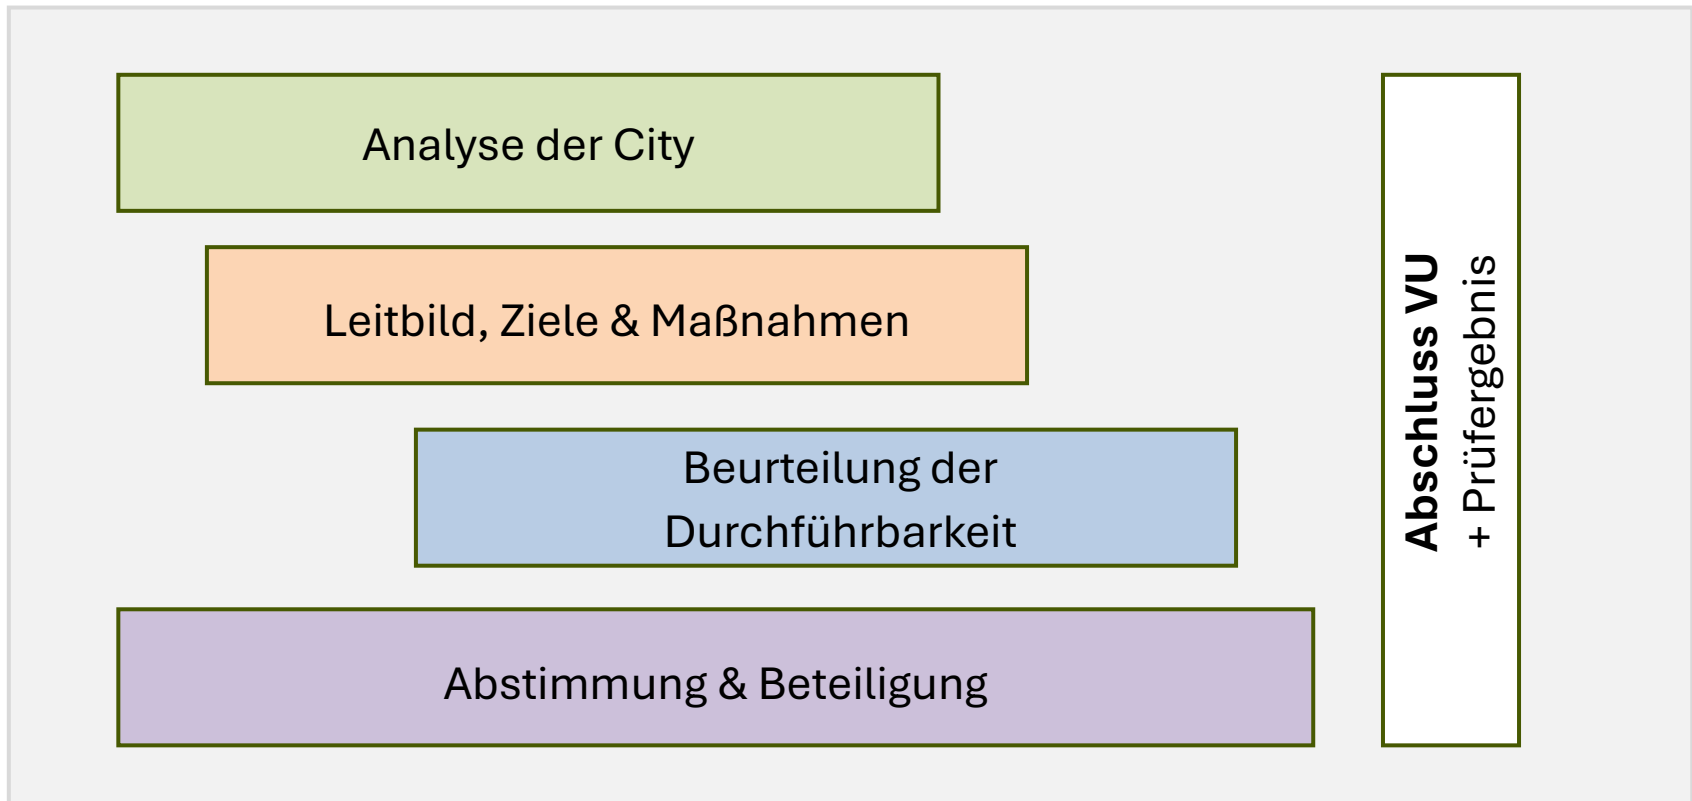 Analyse der City
Leitbild, Ziele & Maßnahmen
Beurteilung der
Durchführbarkeit
Abstimmung & Beteiligung
Abschluss VU
+ Prüfergebnis